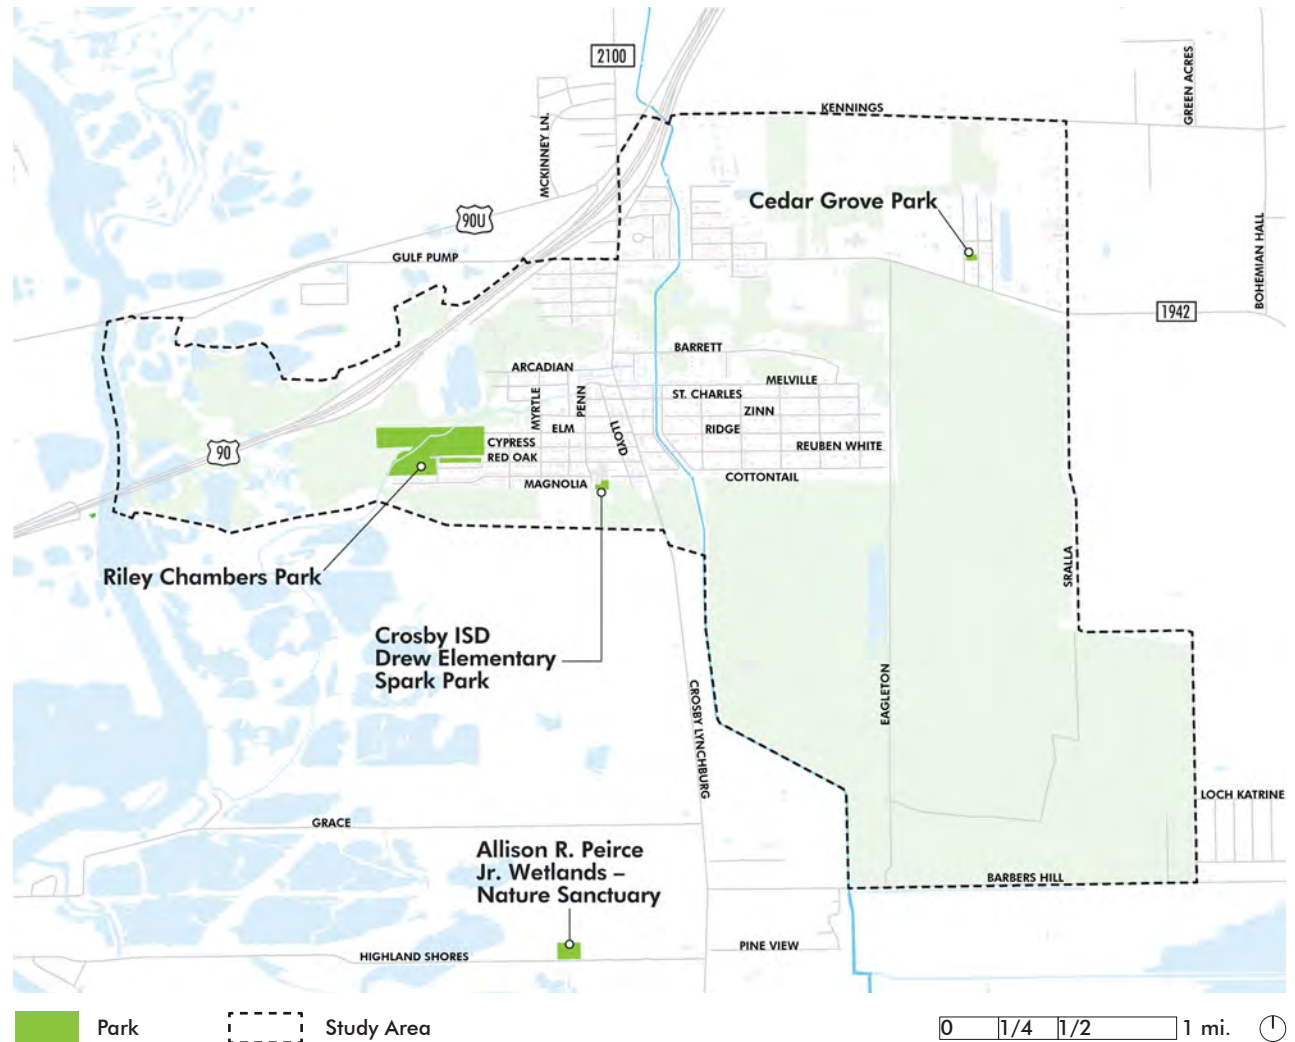 2100
KENNINGS
GREEN ACRES
MCKINNEY LN.
Cedar Grove Park
90U
BOHEMIAN HALL
GULF PUMP
1942
BARRETT
ARCADIAN
MELVILLE
MYRTLE
PENN
ST. CHARLES
ZINN
LLOYD
ELM
RIDGE
CYPRESS
REUBEN WHITE
90
RED OAK
COTTONTAIL
MAGNOLIA
SRALLA
Riley Chambers Park
Crosby ISD
Drew Elementary
Spark Park
EAGLETON
CROSBY LYNCHBURG
LOCH KATRINE
GRACE
Allison R. Peirce
Jr. Wetlands –
Nature Sanctuary
BARBERS HILL
PINE VIEW
HIGHLAND SHORES
Park
Study Area
0 1/4 1/2 1 mi.